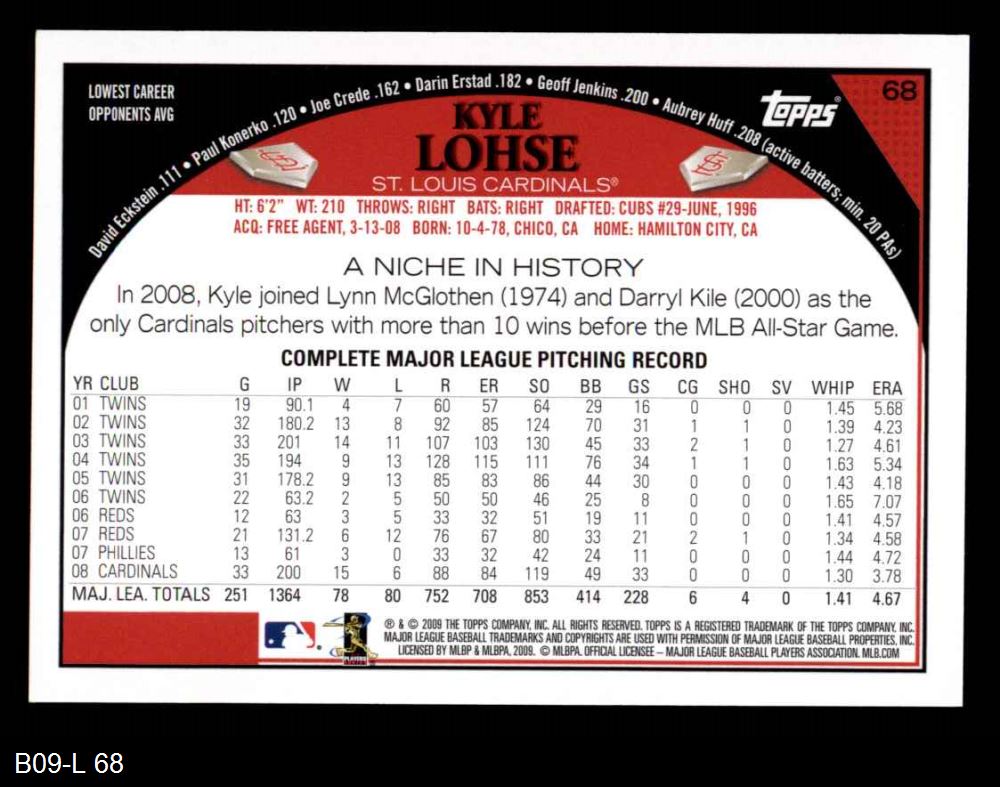 LOWEST CAREER
OPPONENTS AVG
David Eckstein .111 • Paul Konerko .120 • Joe Crede .162 • Darin Erstad .182 • Geoff Jenkins .200 • Aubrey Huff .208 (active batters; min. 20 PAs)
topps®
68
KYLE
LOHSE
ST. LOUIS CARDINALS®
HT: 6'2" WT: 210 THROWS: RIGHT BATS: RIGHT DRAFTED: CUBS #29-JUNE, 1996
ACQ: FREE AGENT, 3-13-08 BORN: 10-4-78, CHICO, CA HOME: HAMILTON CITY, CA
A NICHE IN HISTORY
In 2008, Kyle joined Lynn McGlothen (1974) and Darryl Kile (2000) as the
only Cardinals pitchers with more than 10 wins before the MLB All-Star Game.
COMPLETE MAJOR LEAGUE PITCHING RECORD
YR CLUB G IP W L R ER SO BB GS CG SHO SV WHIP ERA
01 TWINS 19 90.1 4 7 60 57 64 29 16 0 0 0 1.45 5.68
02 TWINS 32 180.2 13 8 92 85 124 70 31 1 1 0 1.39 4.23
03 TWINS 33 201 14 11 107 103 130 45 33 2 1 0 1.27 4.61
04 TWINS 35 194 9 13 128 115 111 76 34 1 1 0 1.63 5.34
05 TWINS 31 178.2 9 13 85 83 86 44 30 0 0 0 1.43 4.18
06 TWINS 22 63.2 2 5 50 50 46 25 8 0 0 0 1.65 7.07
06 REDS 12 63 3 5 33 32 51 19 11 0 0 0 1.41 4.57
07 REDS 21 131.2 6 12 76 67 80 33 21 2 1 0 1.34 4.58
07 PHILLIES 13 61 3 0 33 32 42 24 11 0 0 0 1.44 4.72
08 CARDINALS 33 200 15 6 88 84 119 49 33 0 0 0 1.30 3.78
MAJ. LEA. TOTALS 251 1364 78 80 752 708 853 414 228 6 4 0 1.41 4.67
® & © 2009 THE TOPPS COMPANY, INC. ALL RIGHTS RESERVED. TOPPS IS A REGISTERED TRADEMARK OF THE TOPPS COMPANY, INC.
MAJOR LEAGUE BASEBALL TRADEMARKS AND COPYRIGHTS ARE USED WITH PERMISSION OF MAJOR LEAGUE BASEBALL PROPERTIES, INC.
LICENSED BY MLBP & MLBPA, 2009. © MLBPA. OFFICIAL LICENSEE – MAJOR LEAGUE BASEBALL PLAYERS ASSOCIATION. MLB.COM
PLAYERS
B09-L 68